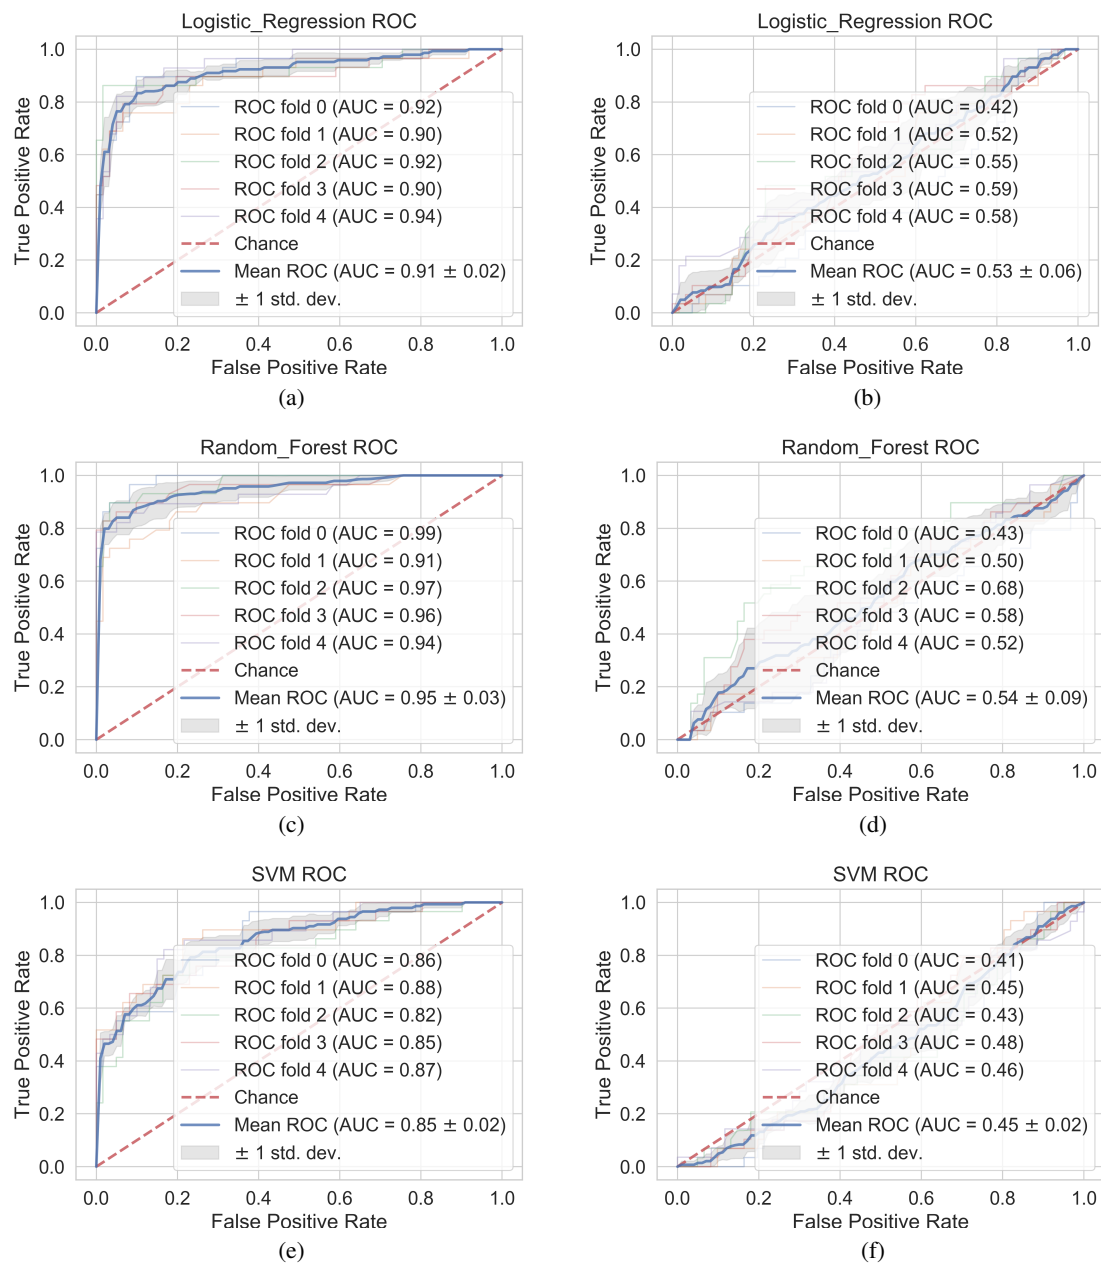 Logistic_Regression ROC
True Positive Rate
1.0
0.8
0.6
0.4
0.2
0.0
ROC fold 0 (AUC = 0.92)
ROC fold 1 (AUC = 0.90)
ROC fold 2 (AUC = 0.92)
ROC fold 3 (AUC = 0.90)
ROC fold 4 (AUC = 0.94)
Chance
Mean ROC (AUC = 0.91 ± 0.02)
± 1 std. dev.
0.0 0.2 0.4 0.6 0.8 1.0
False Positive Rate
(a)
Logistic_Regression ROC
True Positive Rate
1.0
0.8
0.6
0.4
0.2
0.0
ROC fold 0 (AUC = 0.42)
ROC fold 1 (AUC = 0.52)
ROC fold 2 (AUC = 0.55)
ROC fold 3 (AUC = 0.59)
ROC fold 4 (AUC = 0.58)
Chance
Mean ROC (AUC = 0.53 ± 0.06)
± 1 std. dev.
0.0 0.2 0.4 0.6 0.8 1.0
False Positive Rate
(b)
Random_Forest ROC
True Positive Rate
1.0
0.8
0.6
0.4
0.2
0.0
ROC fold 0 (AUC = 0.99)
ROC fold 1 (AUC = 0.91)
ROC fold 2 (AUC = 0.97)
ROC fold 3 (AUC = 0.96)
ROC fold 4 (AUC = 0.94)
Chance
Mean ROC (AUC = 0.95 ± 0.03)
± 1 std. dev.
0.0 0.2 0.4 0.6 0.8 1.0
False Positive Rate
(c)
Random_Forest ROC
True Positive Rate
1.0
0.8
0.6
0.4
0.2
0.0
ROC fold 0 (AUC = 0.43)
ROC fold 1 (AUC = 0.50)
ROC fold 2 (AUC = 0.68)
ROC fold 3 (AUC = 0.58)
ROC fold 4 (AUC = 0.52)
Chance
Mean ROC (AUC = 0.54 ± 0.09)
± 1 std. dev.
0.0 0.2 0.4 0.6 0.8 1.0
False Positive Rate
(d)
SVM ROC
True Positive Rate
1.0
0.8
0.6
0.4
0.2
0.0
ROC fold 0 (AUC = 0.86)
ROC fold 1 (AUC = 0.88)
ROC fold 2 (AUC = 0.82)
ROC fold 3 (AUC = 0.85)
ROC fold 4 (AUC = 0.87)
Chance
Mean ROC (AUC = 0.85 ± 0.02)
± 1 std. dev.
0.0 0.2 0.4 0.6 0.8 1.0
False Positive Rate
(e)
SVM ROC
True Positive Rate
1.0
0.8
0.6
0.4
0.2
0.0
ROC fold 0 (AUC = 0.41)
ROC fold 1 (AUC = 0.45)
ROC fold 2 (AUC = 0.43)
ROC fold 3 (AUC = 0.48)
ROC fold 4 (AUC = 0.46)
Chance
Mean ROC (AUC = 0.45 ± 0.02)
± 1 std. dev.
0.0 0.2 0.4 0.6 0.8 1.0
False Positive Rate
(f)